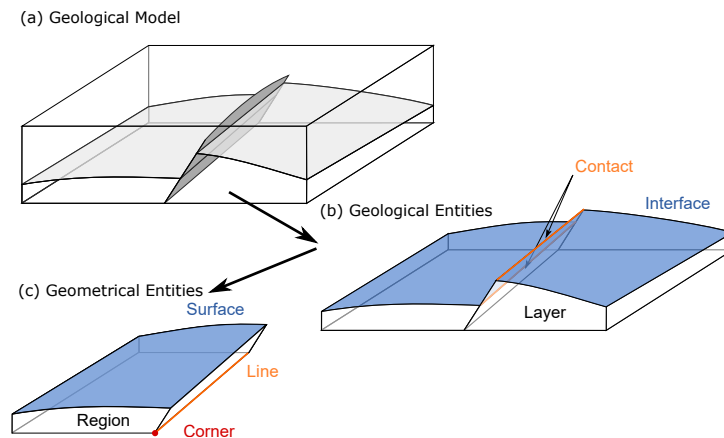 (a) Geological Model
Contact
(b) Geological Entities
Interface
Layer
(c) Geometrical Entities
Surface
Line
Region
Corner